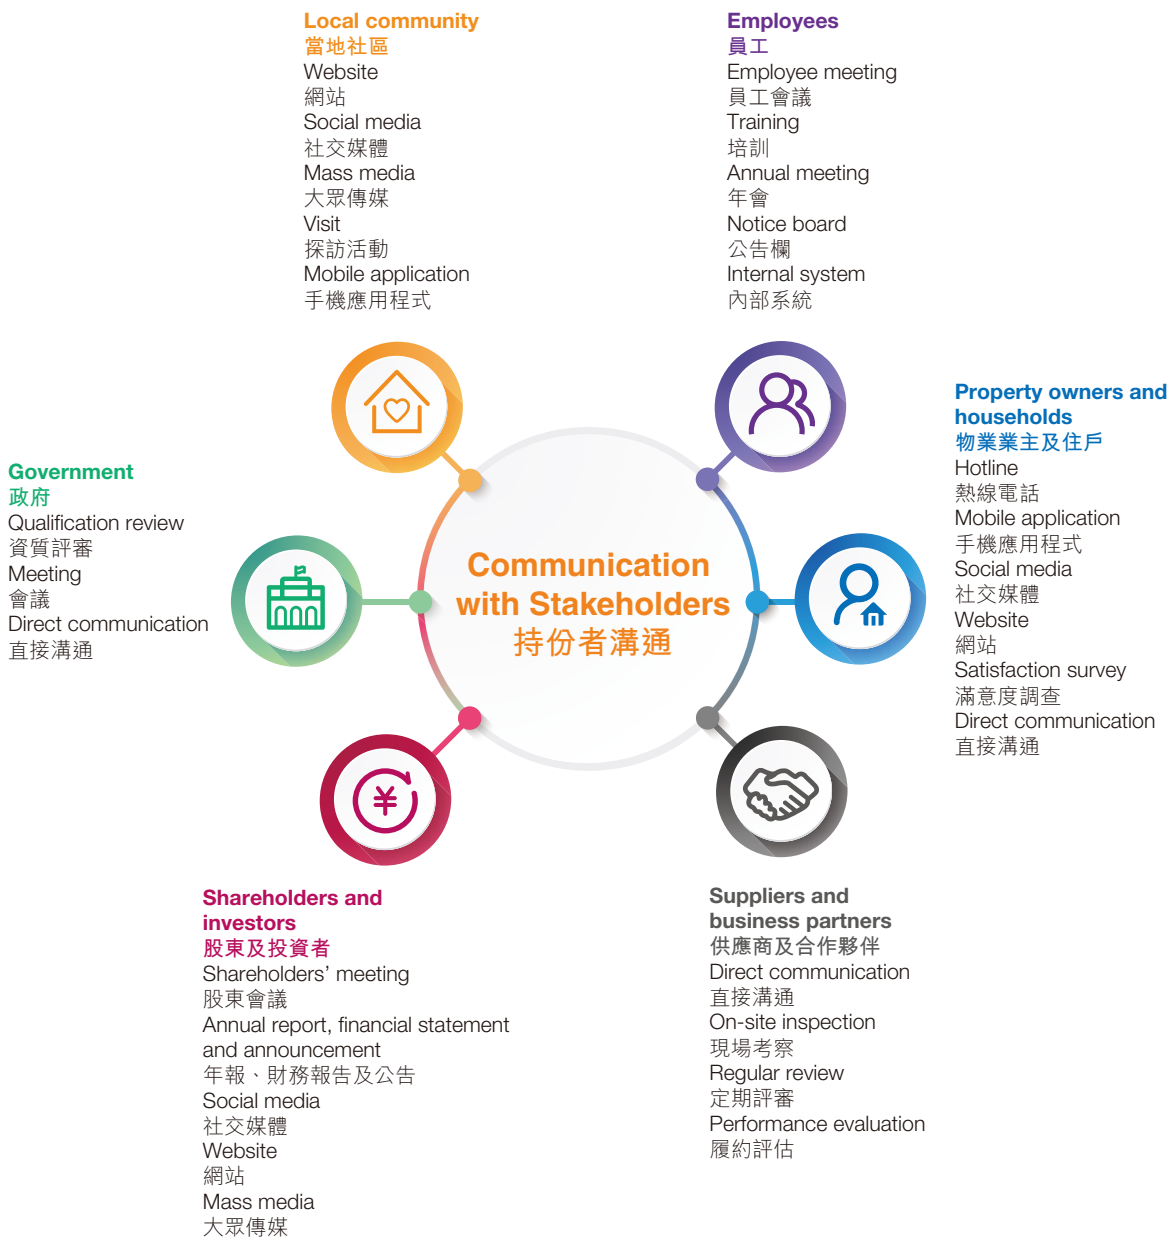 Local community
當地社區
Website
網站
Social media
社交媒體
Mass media
大眾傳媒
Visit
探訪活動
Mobile application
手機應用程式
Employees
員工
Employee meeting
員工會議
Training
培訓
Annual meeting
年會
Notice board
公告欄
Internal system
內部系統
Property owners and
households
物業業主及住戶
Hotline
熱線電話
Mobile application
手機應用程式
Social media
社交媒體
Website
網站
Satisfaction survey
滿意度調查
Direct communication
直接溝通
Government
政府
Qualification review
資質評審
Meeting
會議
Direct communication
直接溝通
Communication
with Stakeholders
持份者溝通
¥
Shareholders and
investors
股東及投資者
Shareholders’ meeting
股東會議
Annual report, financial statement
and announcement
年報、財務報告及公告
Social media
社交媒體
Website
網站
Mass media
大眾傳媒
Suppliers and
business partners
供應商及合作夥伴
Direct communication
直接溝通
On-site inspection
現場考察
Regular review
定期評審
Performance evaluation
履約評估